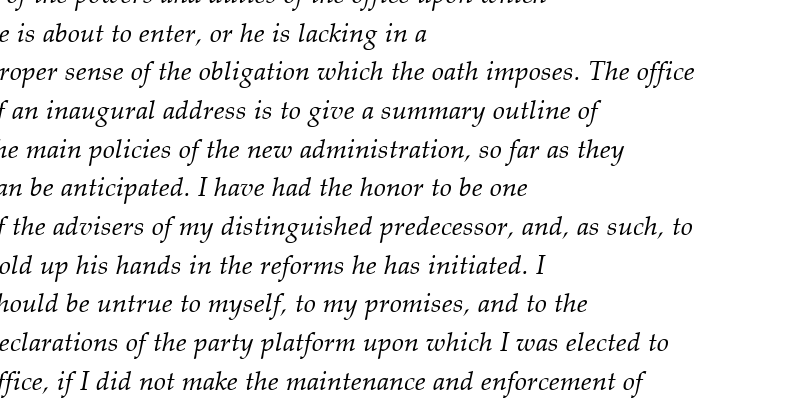 of the powers and duties of the office upon which
e is about to enter, or he is lacking in a
roper sense of the obligation which the oath imposes. The office
f an inaugural address is to give a summary outline of
he main policies of the new administration, so far as they
an be anticipated. I have had the honor to be one
f the advisers of my distinguished predecessor, and, as such, to
old up his hands in the reforms he has initiated. I
hould be untrue to myself, to my promises, and to the
eclarations of the party platform upon which I was elected to
ffice, if I did not make the maintenance and enforcement of